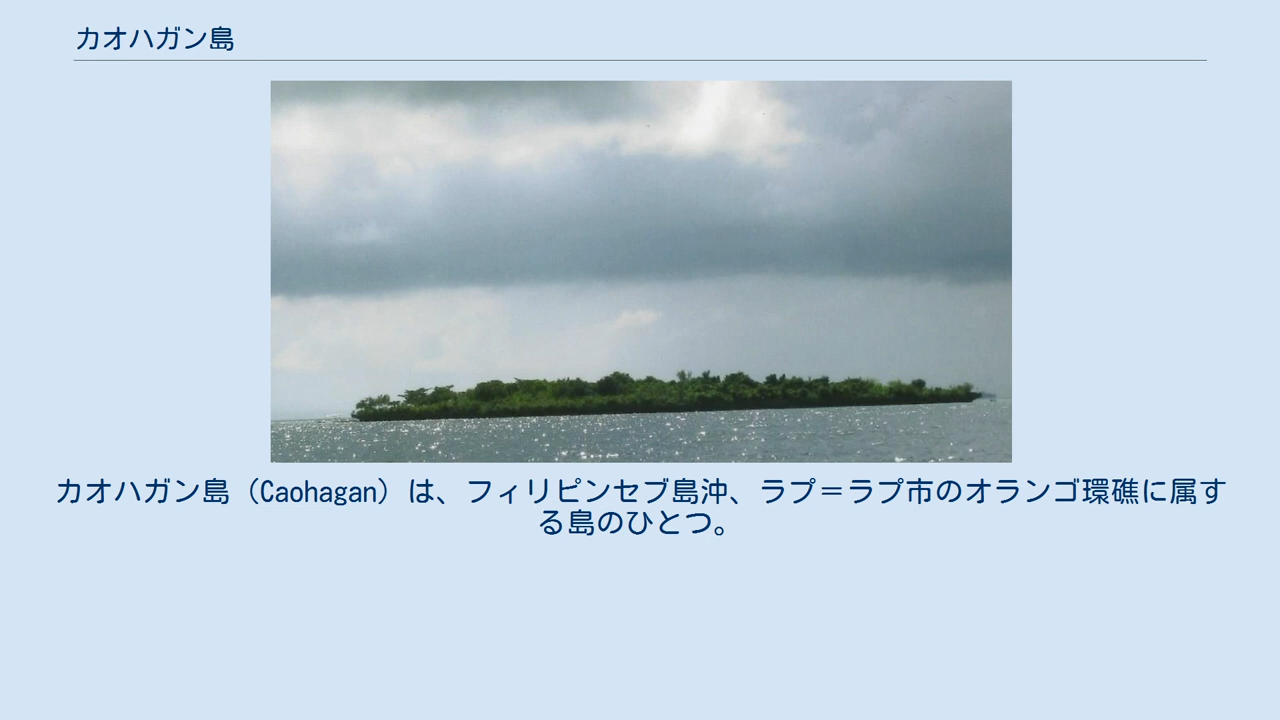 カオハガン島
カオハガン島（Caohagan）は、フィリピンセブ島沖、ラプ＝ラプ市のオランゴ環礁に属す
る島のひとつ。